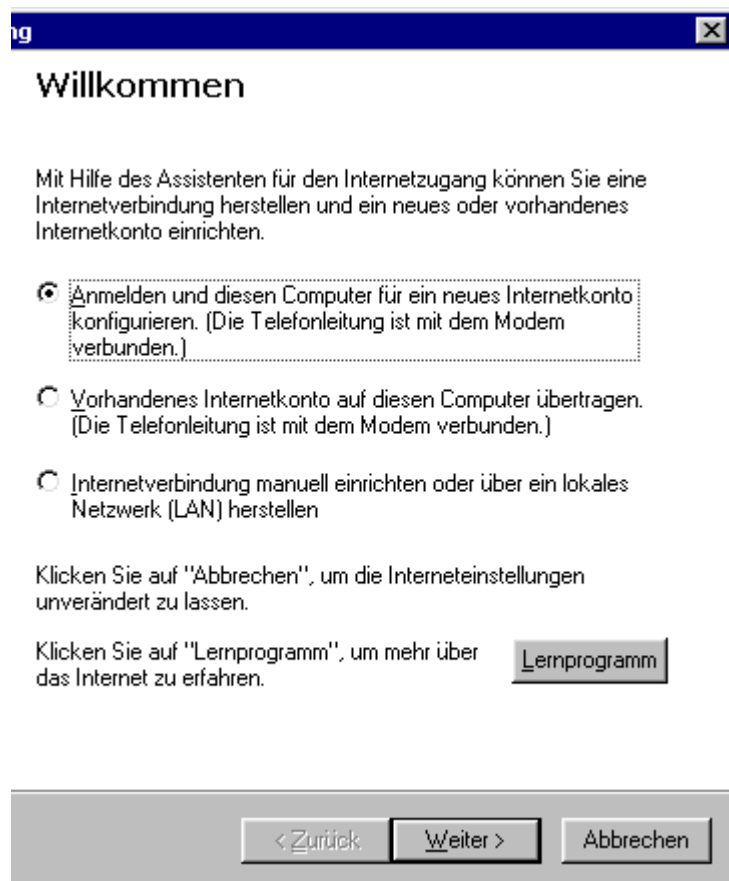 ng
Willkommen
Mit Hilfe des Assistenten für den Internetzugang können Sie eine
Internetverbindung herstellen und ein neues oder vorhandenes
Internetkonto einrichten.
Anmelden und diesen Computer für ein neues Internetkonto
konfigurieren. (Die Telefonleitung ist mit dem Modem
verbunden.)
Vorhandenes Internetkonto auf diesen Computer übertragen.
(Die Telefonleitung ist mit dem Modem verbunden.)
Internetverbindung manuell einrichten oder über ein lokales
Netzwerk (LAN) herstellen
Klicken Sie auf "Abbrechen", um die Interneteinstellungen
unverändert zu lassen.
Klicken Sie auf "Lernprogramm", um mehr über
das Internet zu erfahren.
Lernprogramm
< Zurück Weiter > Abbrechen